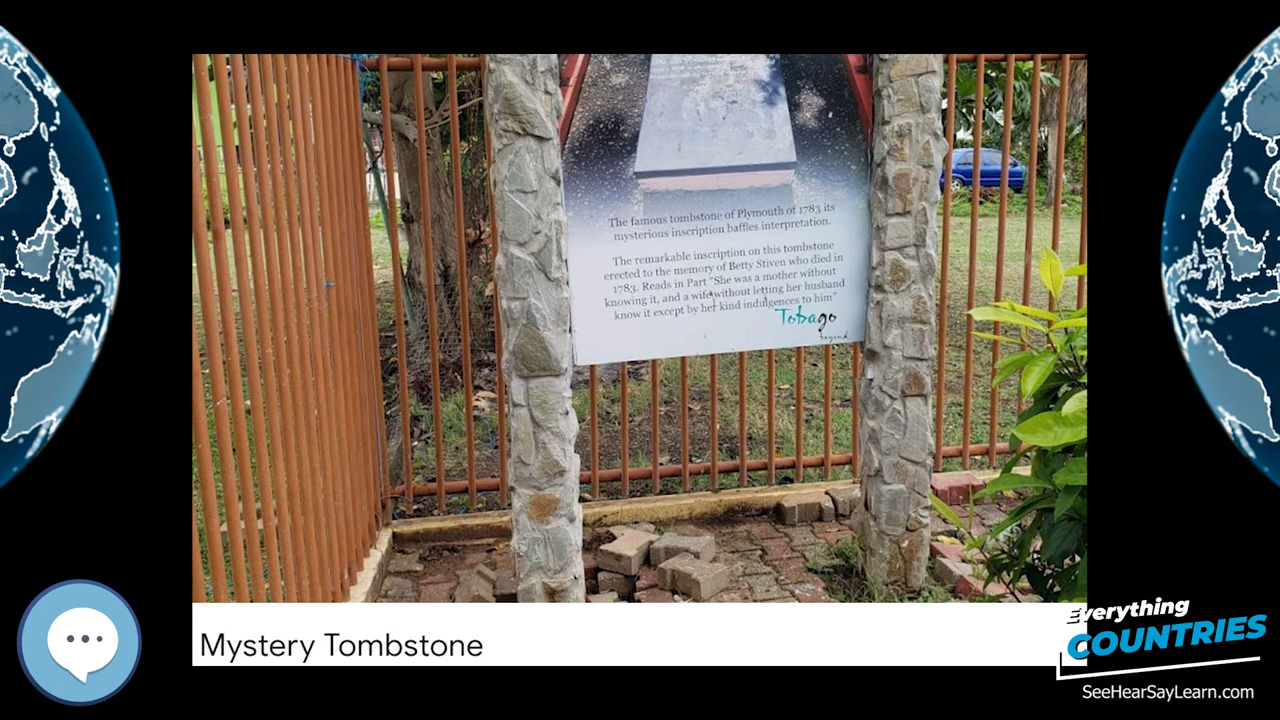 The famous tombstone of Plymouth of 1783 its
mysterious inscription baffles interpretation.
The remarkable inscription on this tombstone
erected to the memory of Betty Stiven who died in
1783. Reads in Part "She was a mother without
knowing it, and a wife without letting her husband
know it except by her kind indulgences to him"
Tobago
beyond
Mystery Tombstone
Everything
COUNTRIES
SeeHearSayLearn.com